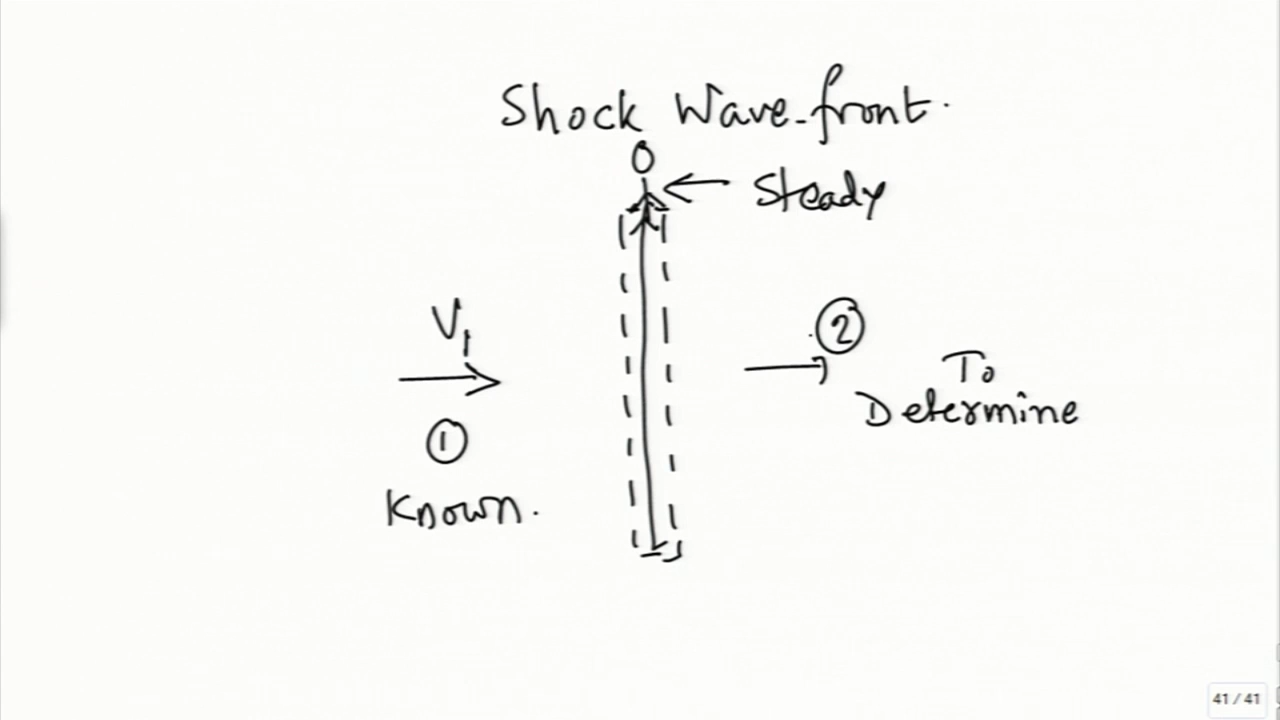 Shock Wave-front.
0
Steady
V1
2
To
Determine
1
Known.
41/41